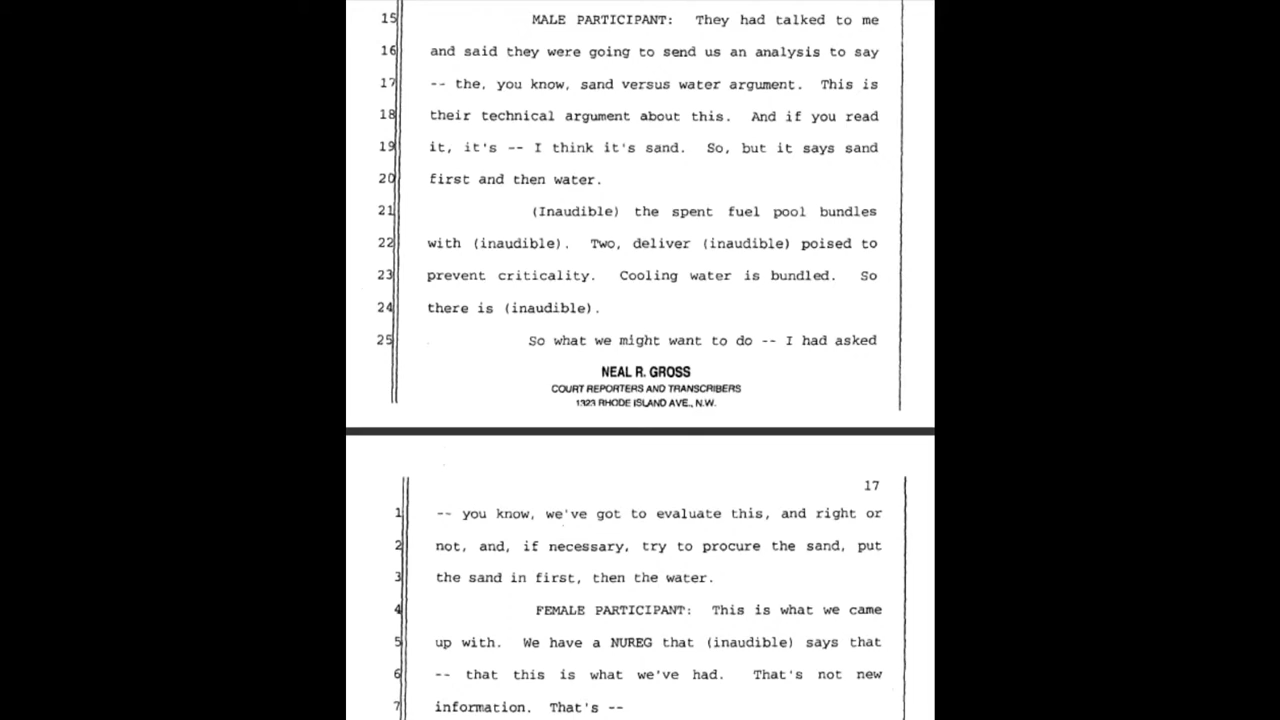 15 MALE PARTICIPANT: They had talked to me
16 and said they were going to send us an analysis to say
17 -- the, you know, sand versus water argument. This is
18 their technical argument about this. And if you read
19 it, it's -- I think it's sand. So, but it says sand
20 first and then water.
21 (Inaudible) the spent fuel pool bundles
22 with (inaudible). Two, deliver (inaudible) poised to
23 prevent criticality. Cooling water is bundled. So
24 there is (inaudible).
25 So what we might want to do -- I had asked
NEAL R. GROSS
COURT REPORTERS AND TRANSCRIBERS
1323 RHODE ISLAND AVE., N.W.
17
1 -- you know, we've got to evaluate this, and right or
2 not, and, if necessary, try to procure the sand, put
3 the sand in first, then the water.
4 FEMALE PARTICIPANT: This is what we came
5 up with. We have a NUREG that (inaudible) says that
6 -- that this is what we've had. That's not new
7 information. That's --